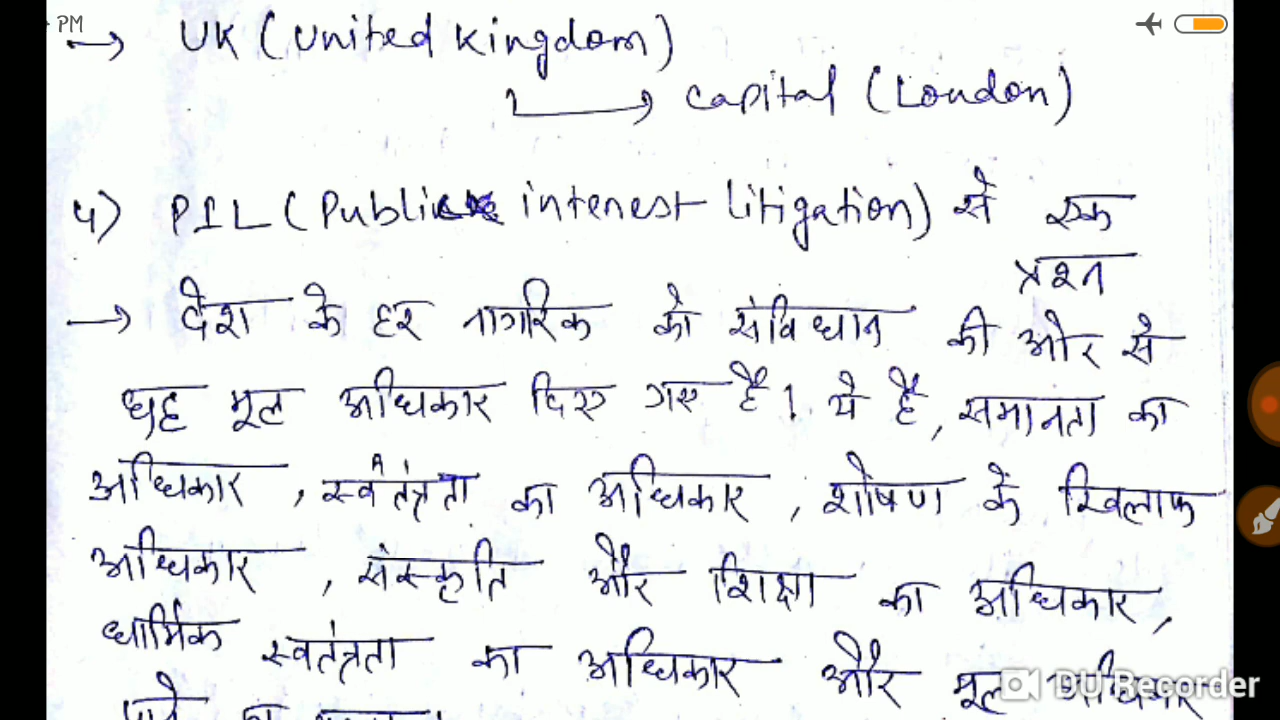 PM
→ UK (United Kingdom)
→ Capital (London)
4) PIL (Public interest litigation) से एक
प्रश्न
→ देश के हर नागरिक को संविधान की ओर से
यह मूल अधिकार दिए गए है। ये है, समानता का
अधिकार, स्वतंत्रता का अधिकार, शोषण के खिलाफ
अधिकार, संस्कृति और शिक्षा का अधिकार,
धार्मिक स्वतंत्रता का अधिकार और मूल अधिकार
DU Recorder